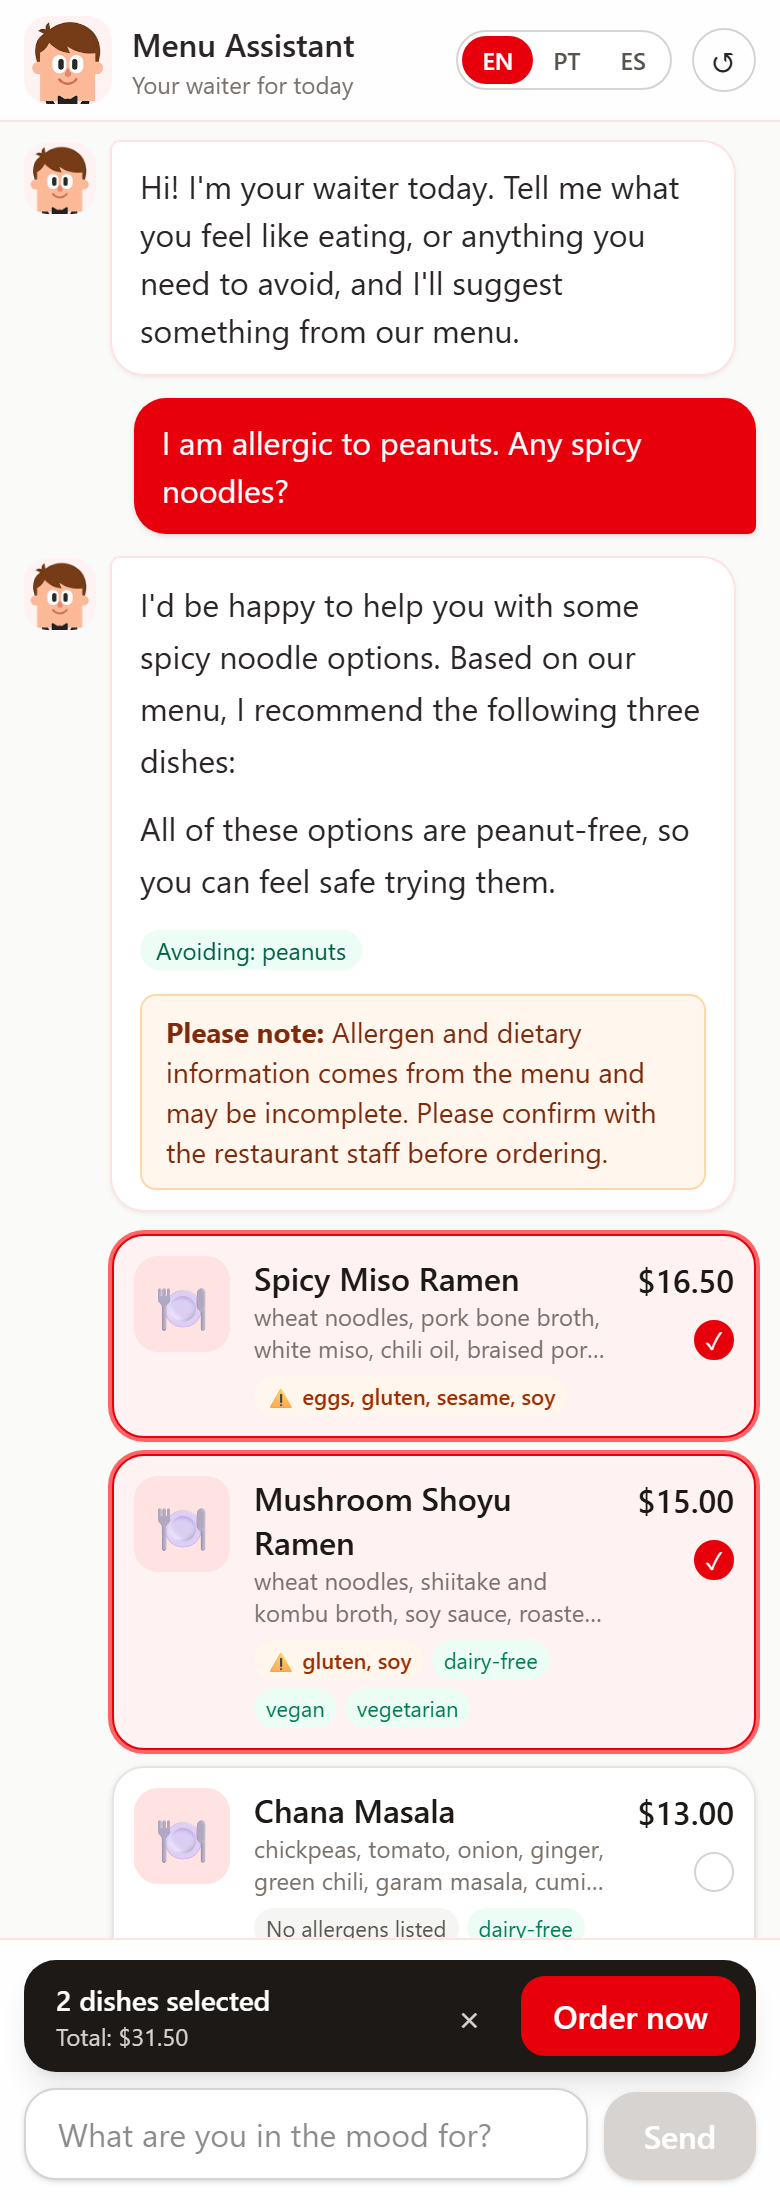 Menu Assistant
Your waiter for today
EN PT ES
↺
Hi! I'm your waiter today. Tell me what
you feel like eating, or anything you
need to avoid, and I'll suggest
something from our menu.
I am allergic to peanuts. Any spicy
noodles?
I'd be happy to help you with some
spicy noodle options. Based on our
menu, I recommend the following three
dishes:
All of these options are peanut-free, so
you can feel safe trying them.
Avoiding: peanuts
Please note: Allergen and dietary
information comes from the menu and
may be incomplete. Please confirm with
the restaurant staff before ordering.
Spicy Miso Ramen
$16.50
wheat noodles, pork bone broth,
white miso, chili oil, braised por...
✓
⚠ eggs, gluten, sesame, soy
Mushroom Shoyu
Ramen
$15.00
wheat noodles, shiitake and
kombu broth, soy sauce, roaste...
✓
⚠ gluten, soy
dairy-free
vegan
vegetarian
Chana Masala
$13.00
chickpeas, tomato, onion, ginger,
green chili, garam masala, cumi...
No allergens listed
dairy-free
2 dishes selected
Total: $31.50
×
Order now
What are you in the mood for?
Send